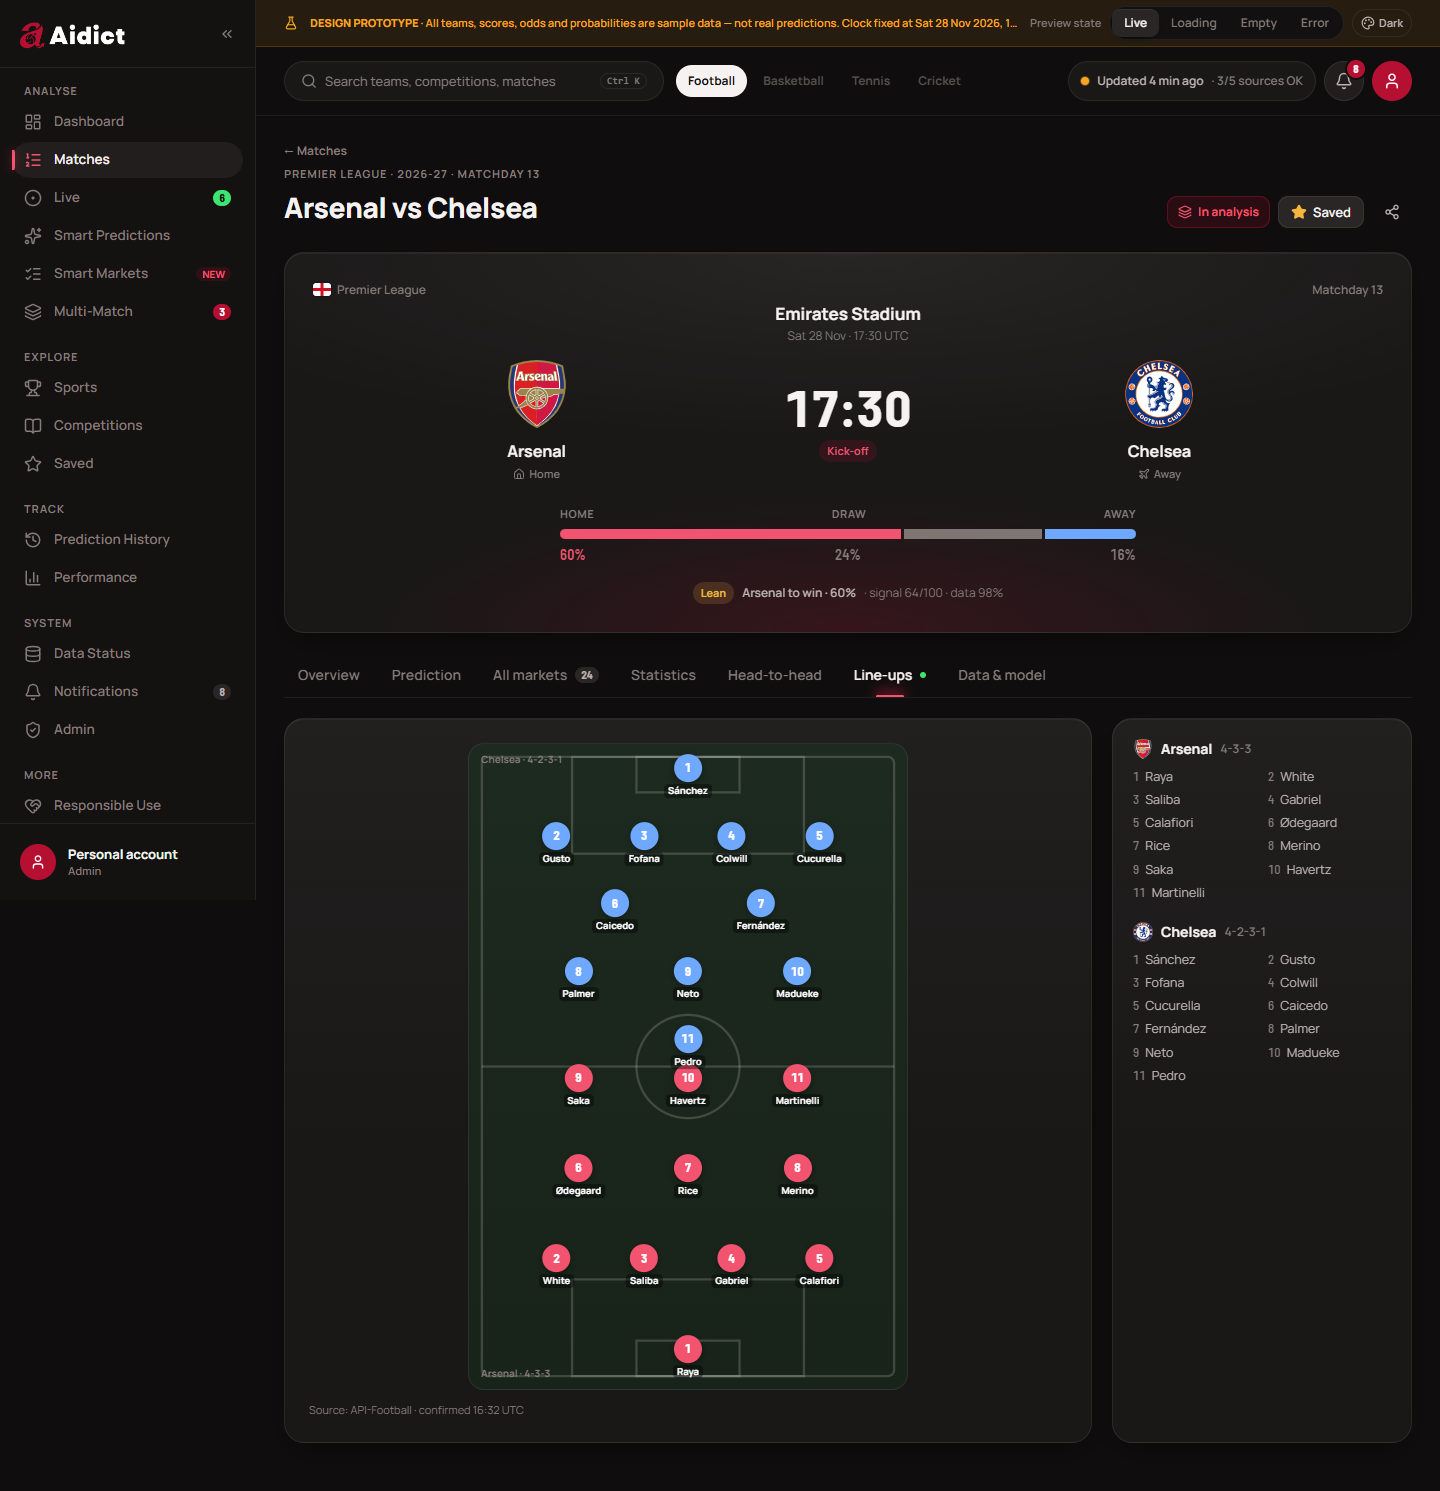 Aidict
ANALYSE
Dashboard
Matches
Live 6
Smart Predictions
Smart Markets NEW
Multi-Match 3
EXPLORE
Sports
Competitions
Saved
TRACK
Prediction History
Performance
SYSTEM
Data Status
Notifications 8
Admin
MORE
Responsible Use
Personal account
Admin
DESIGN PROTOTYPE · All teams, scores, odds and probabilities are sample data — not real predictions. Clock fixed at Sat 28 Nov 2026, 1... Preview state Live Loading Empty Error Dark
Search teams, competitions, matches Ctrl K Football Basketball Tennis Cricket Updated 4 min ago · 3/5 sources OK 8
← Matches
PREMIER LEAGUE · 2026-27 · MATCHDAY 13
Arsenal vs Chelsea
In analysis Saved
Premier League Matchday 13
Emirates Stadium
Sat 28 Nov · 17:30 UTC
Arsenal
CHELSEA
FOOTBALL CLUB
17:30
Arsenal Kick-off Chelsea
Home Away
HOME DRAW AWAY
60% 24% 16%
Lean Arsenal to win · 60% · signal 64/100 · data 98%
Overview Prediction All markets 24 Statistics Head-to-head Line-ups Data & model
Chelsea · 4-2-3-1
1
Sánchez
2 3 4 5
Gusto Fofana Colwill Cucurella
6 7
Caicedo Fernández
8 9 10
Palmer Neto Madueke
11
Pedro
9 10 11
Saka Havertz Martinelli
6 7 8
Ødegaard Rice Merino
2 3 4 5
White Saliba Gabriel Calafiori
1
Arsenal · 4-3-3 Raya
Source: API-Football · confirmed 16:32 UTC
Arsenal 4-3-3
1 Raya 2 White
3 Saliba 4 Gabriel
5 Calafiori 6 Ødegaard
7 Rice 8 Merino
9 Saka 10 Havertz
11 Martinelli
Chelsea 4-2-3-1
1 Sánchez 2 Gusto
3 Fofana 4 Colwill
5 Cucurella 6 Caicedo
7 Fernández 8 Palmer
9 Neto 10 Madueke
11 Pedro